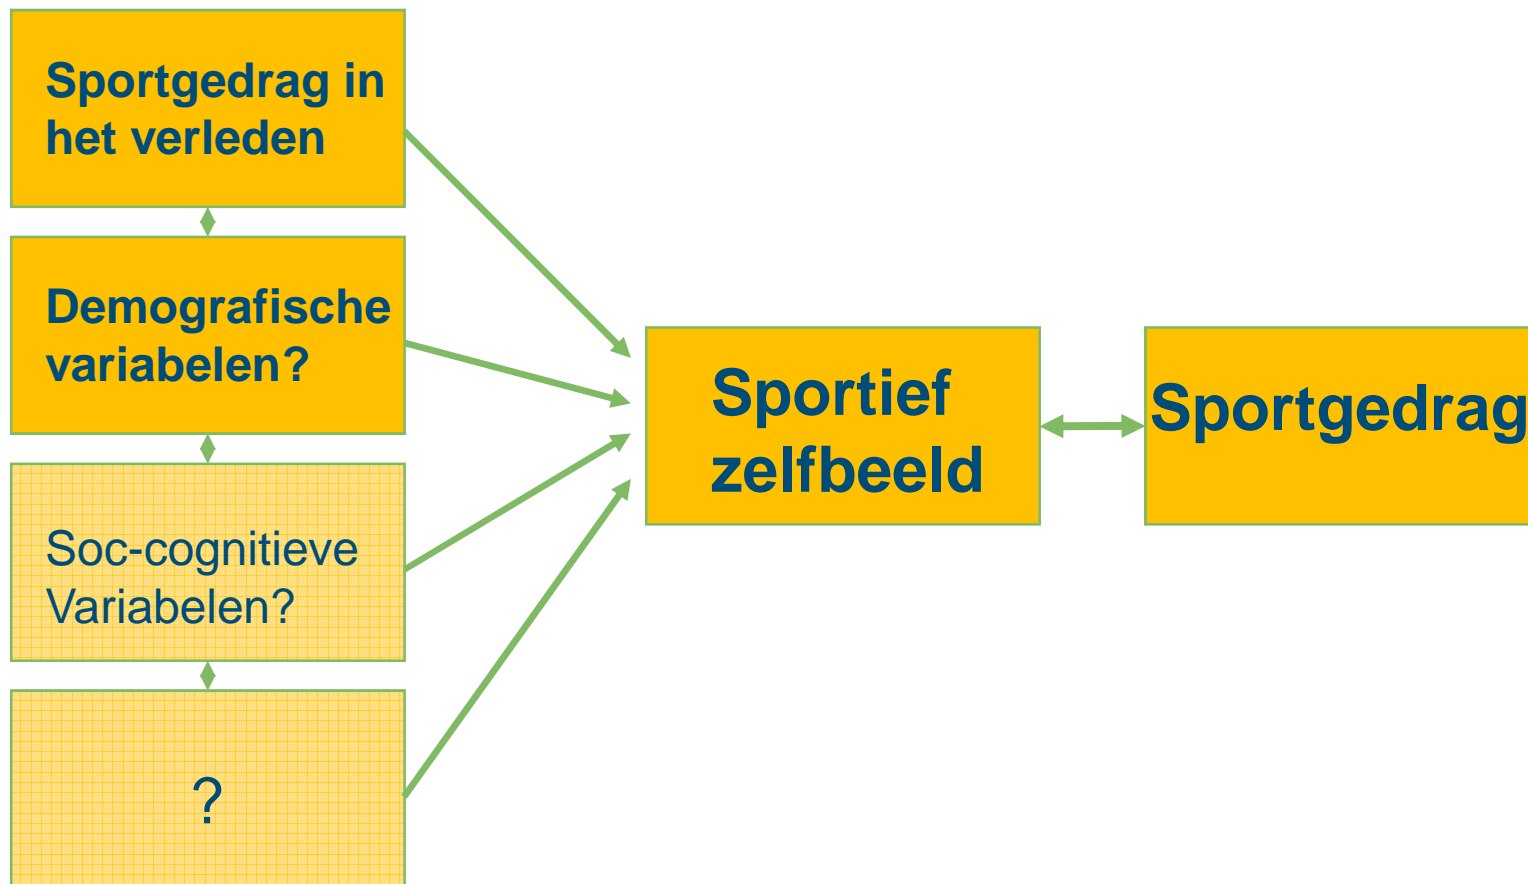 Sportgedrag in
het verleden
Demografische
variabelen?
Soc-cognitieve
Variabelen?
?
Sportief
zelfbeeld
Sportgedrag